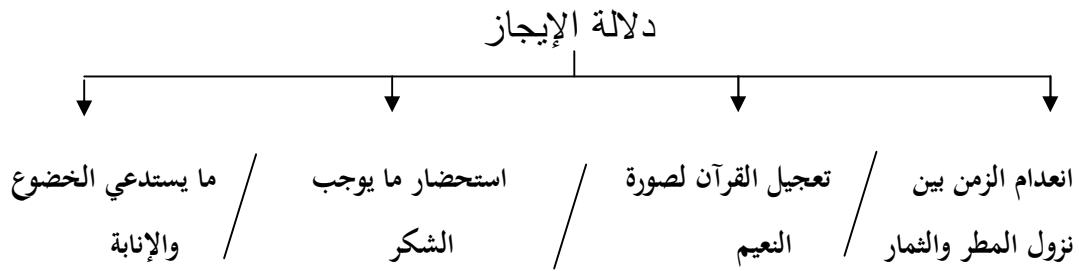 دلالة الإيجاز
انعدام الزمن بين / تعجيل القرآن لصورة / استحضار ما يوجب / ما يستدعي الخضوع
نزول المطر والثمار النعيم الشكر والإنابة